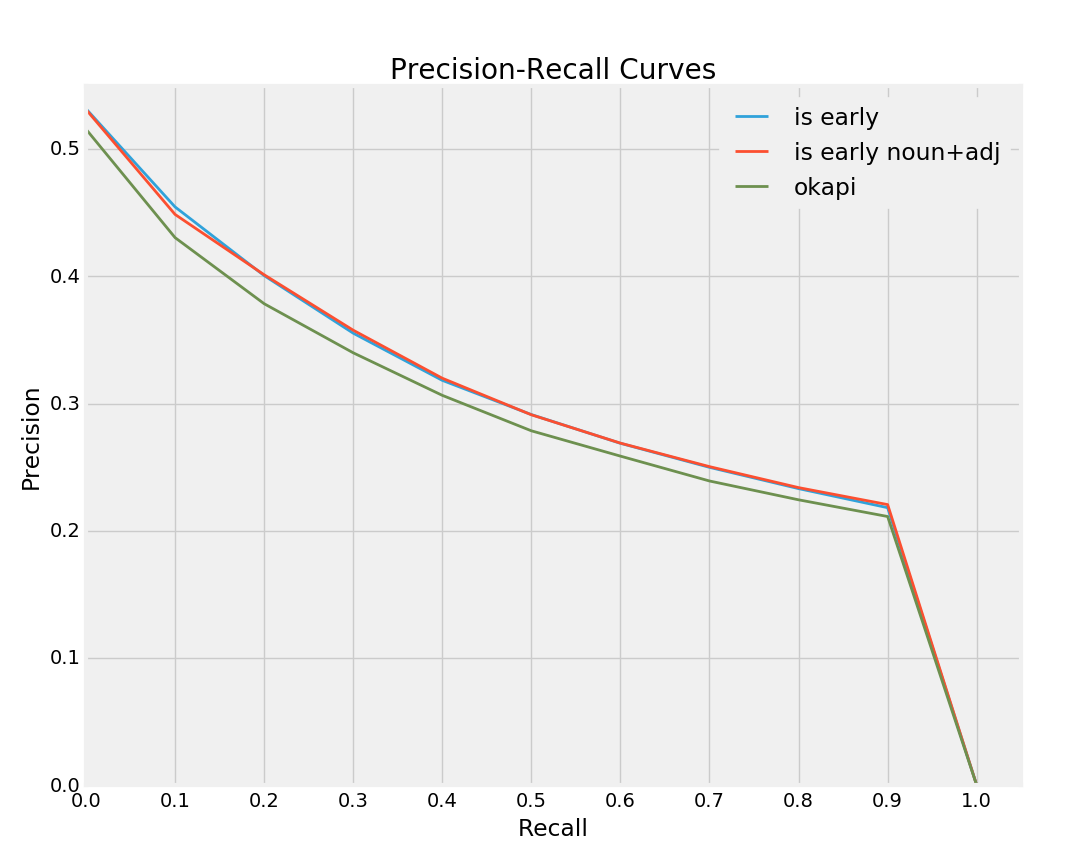 Precision-Recall Curves
is early
is early noun+adj
okapi
Precision
0.5
0.4
0.3
0.2
0.1
0.0
0.0 0.1 0.2 0.3 0.4 0.5 0.6 0.7 0.8 0.9 1.0
Recall